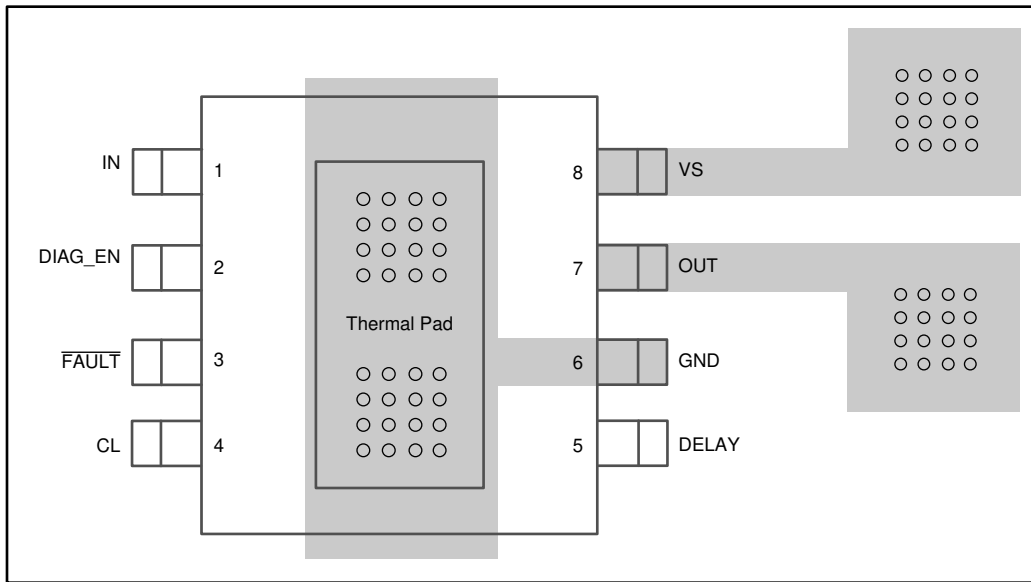 IN
1
8
VS
DIAG_EN
2
7
OUT
Thermal Pad
FAULT
3
6
GND
CL
4
5
DELAY